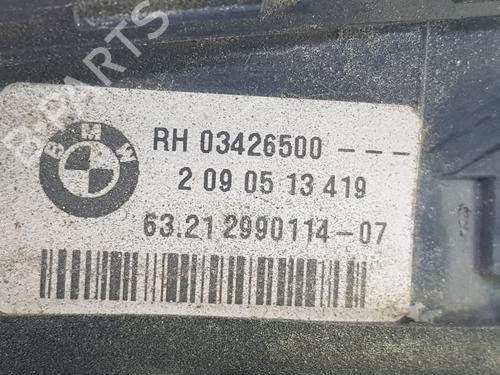 B-PARTS
BMW
RH 03426500 ---
2 09 05 13 419
63.21 2990114-07